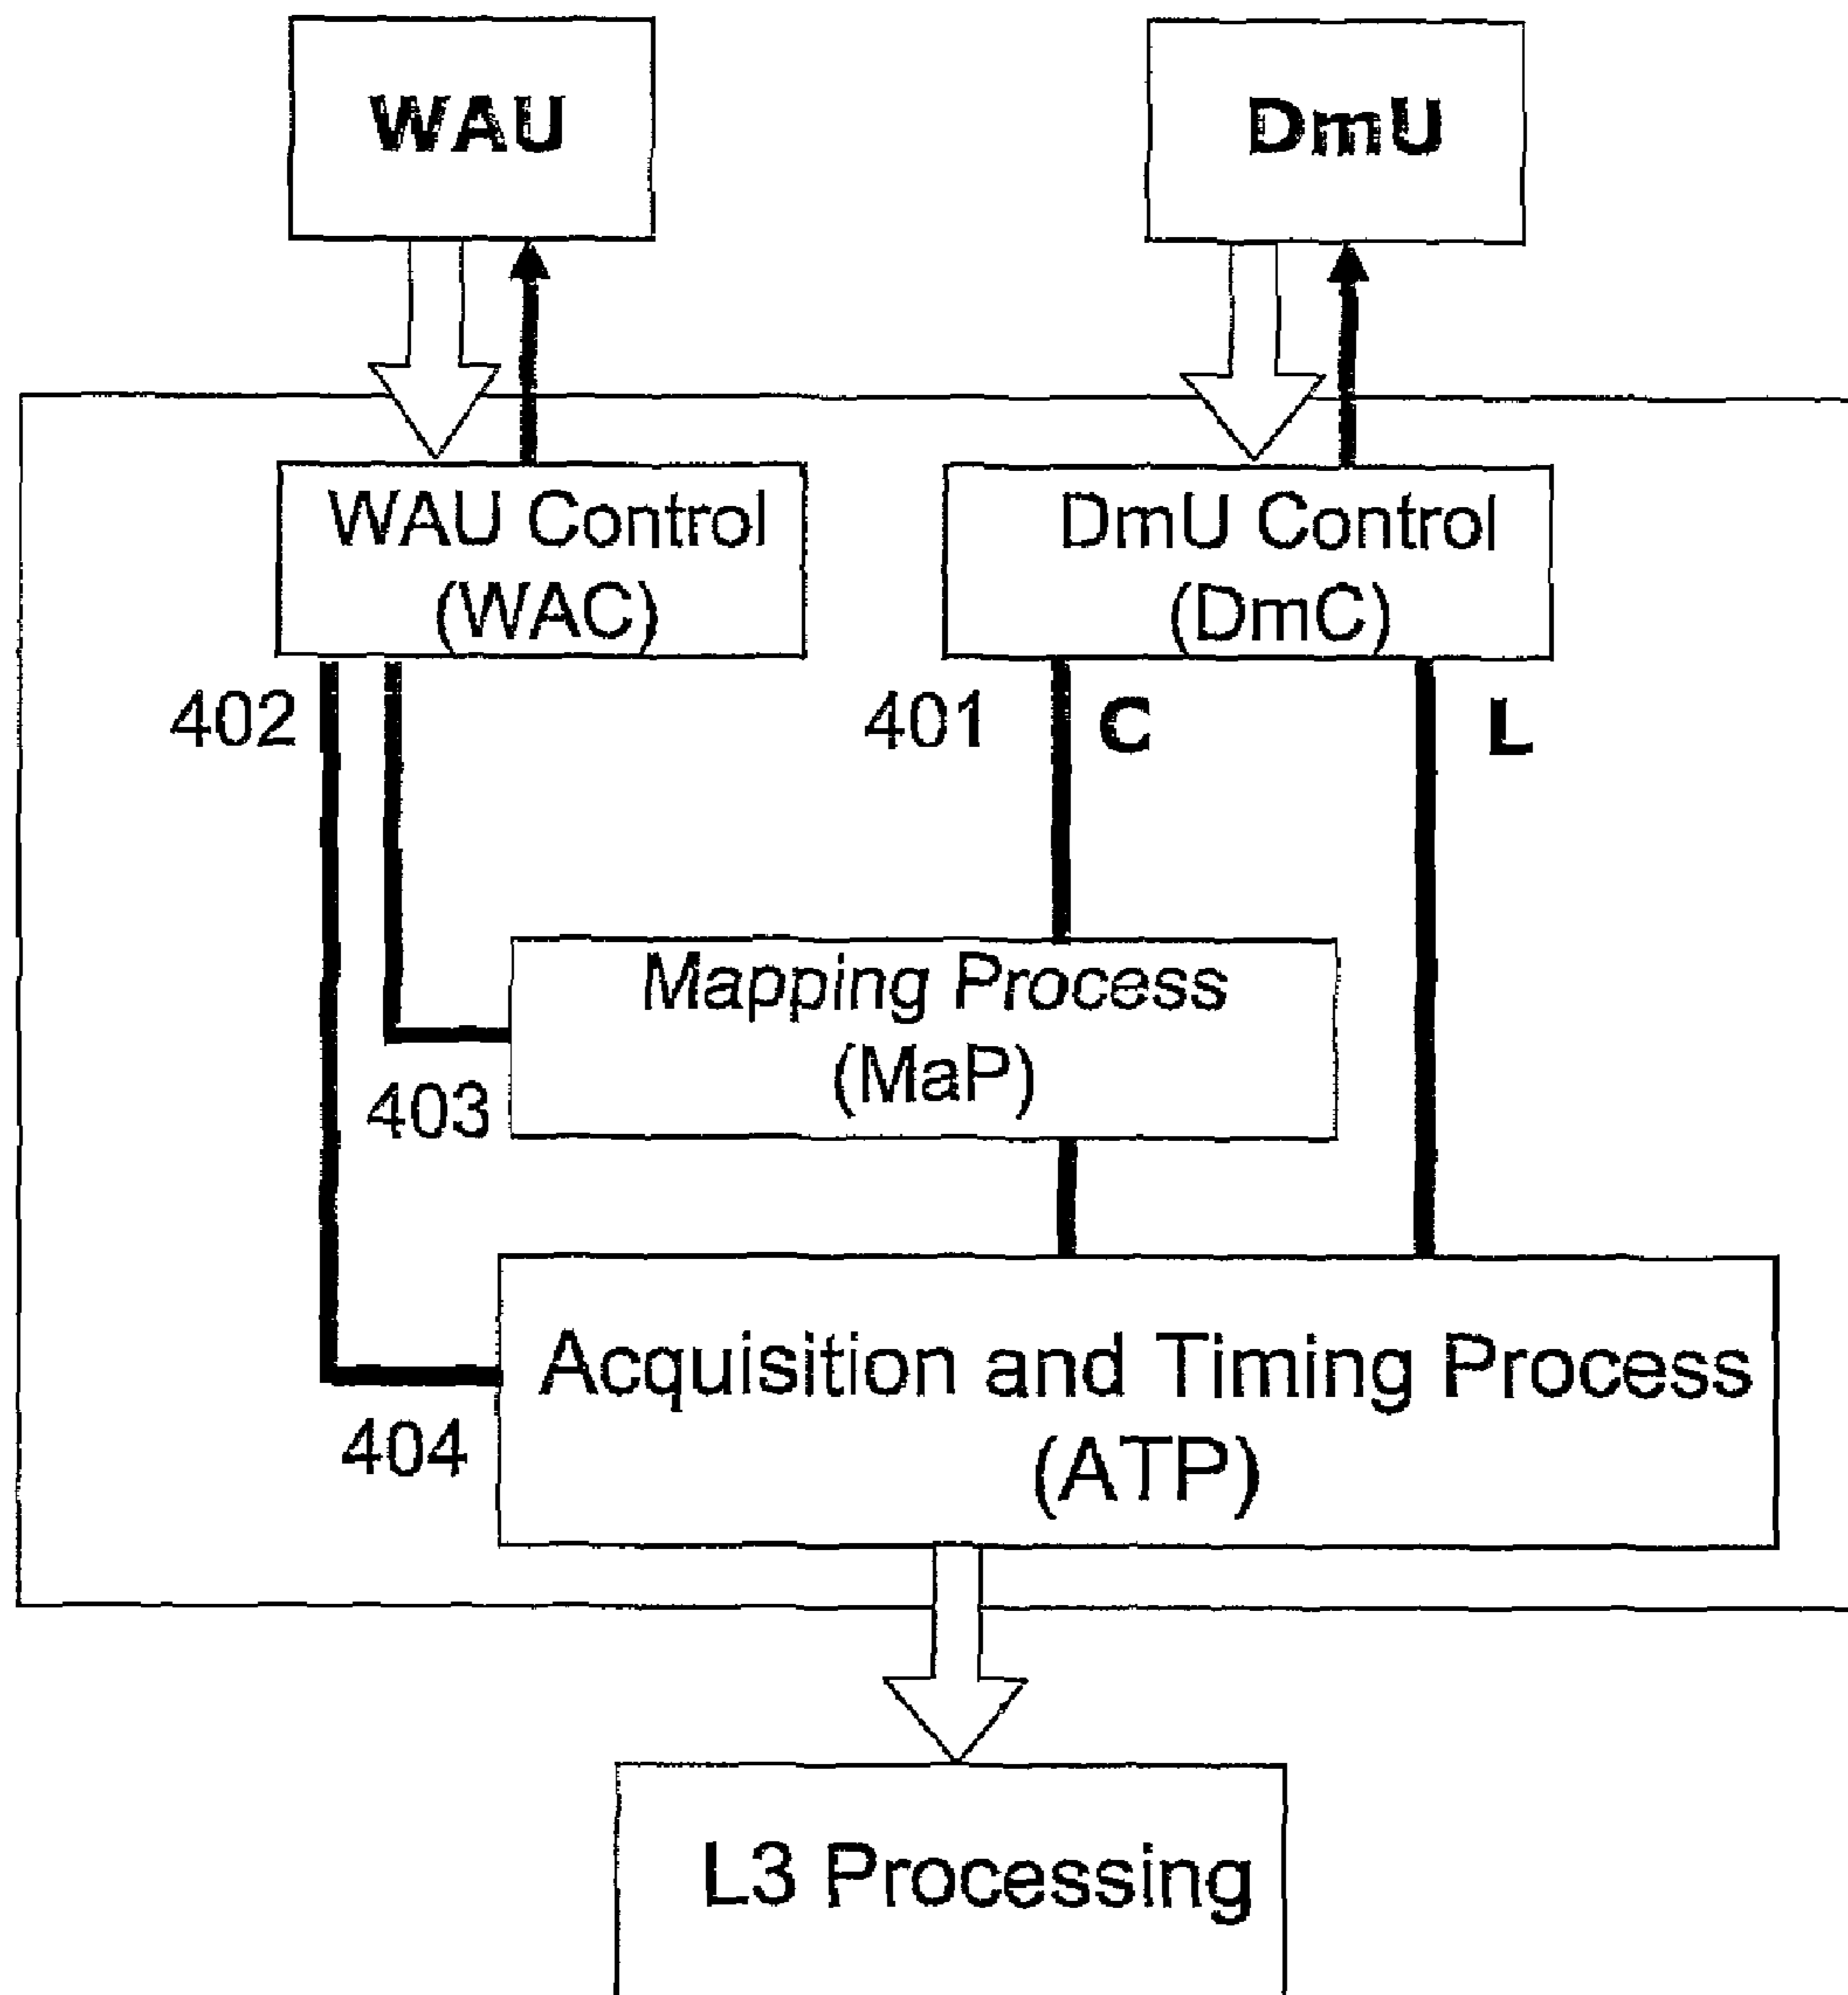 WAU
DmU
WAU Control
(WAC)
DmU Control
(DmC)
402
401
C
L
Mapping Process
(MaP)
403
Acquisition and Timing Process
(ATP)
404
L3 Processing